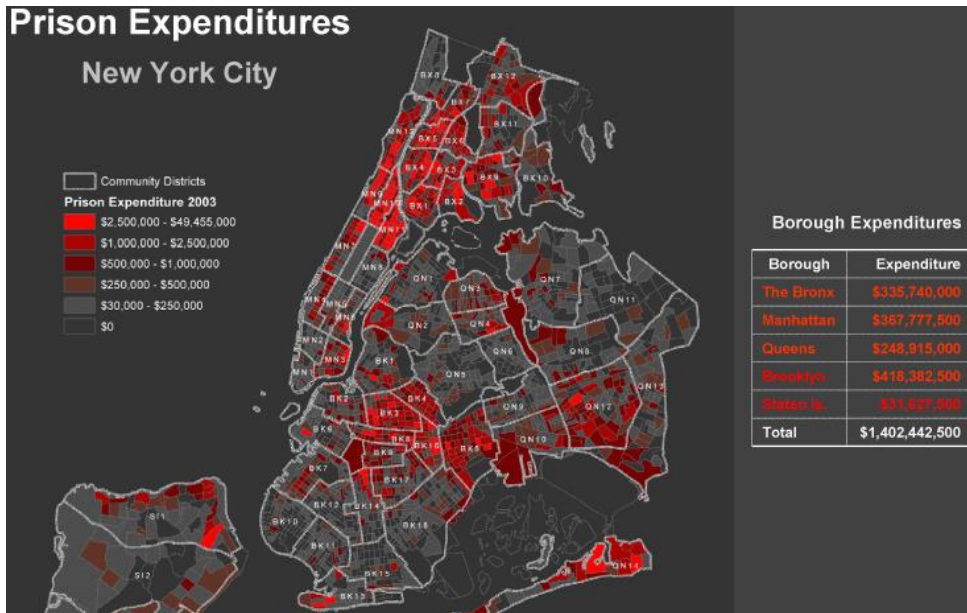 Prison Expenditures
New York City
Community Districts
Prison Expenditure 2003
$2,500,000 - $49,455,000
$1,000,000 - $2,500,000
$500,000 - $1,000,000
$250,000 - $500,000
$30,000 - $250,000
$0
Borough Expenditures
Borough Expenditure
The Bronx $335,740,000
Manhattan $367,777,500
Queens $248,915,000
Brooklyn $418,382,500
Staten Is. $31,627,500
Total $1,402,442,500
BX8
BX12
BX7
BX11
MN12
BX5
BX6
BX4
BX3
BX9
BX10
MN9
MN10
BX1
BX2
MN11
MN7
MN8
QN1
QN7
QN11
QN3
MN4
MN5
MN6
QN2
QN4
MN2
QN6
QN8
MN3
BK1
MN1
QN5
QN13
BK2
BK4
BK3
QN9
QN12
BK6
BK8
BK16
BK5
QN10
BK9
BK7
BK17
BK12
BK14
BK10
BK18
SI1
BK11
SI2
BK15
QN14
BK13